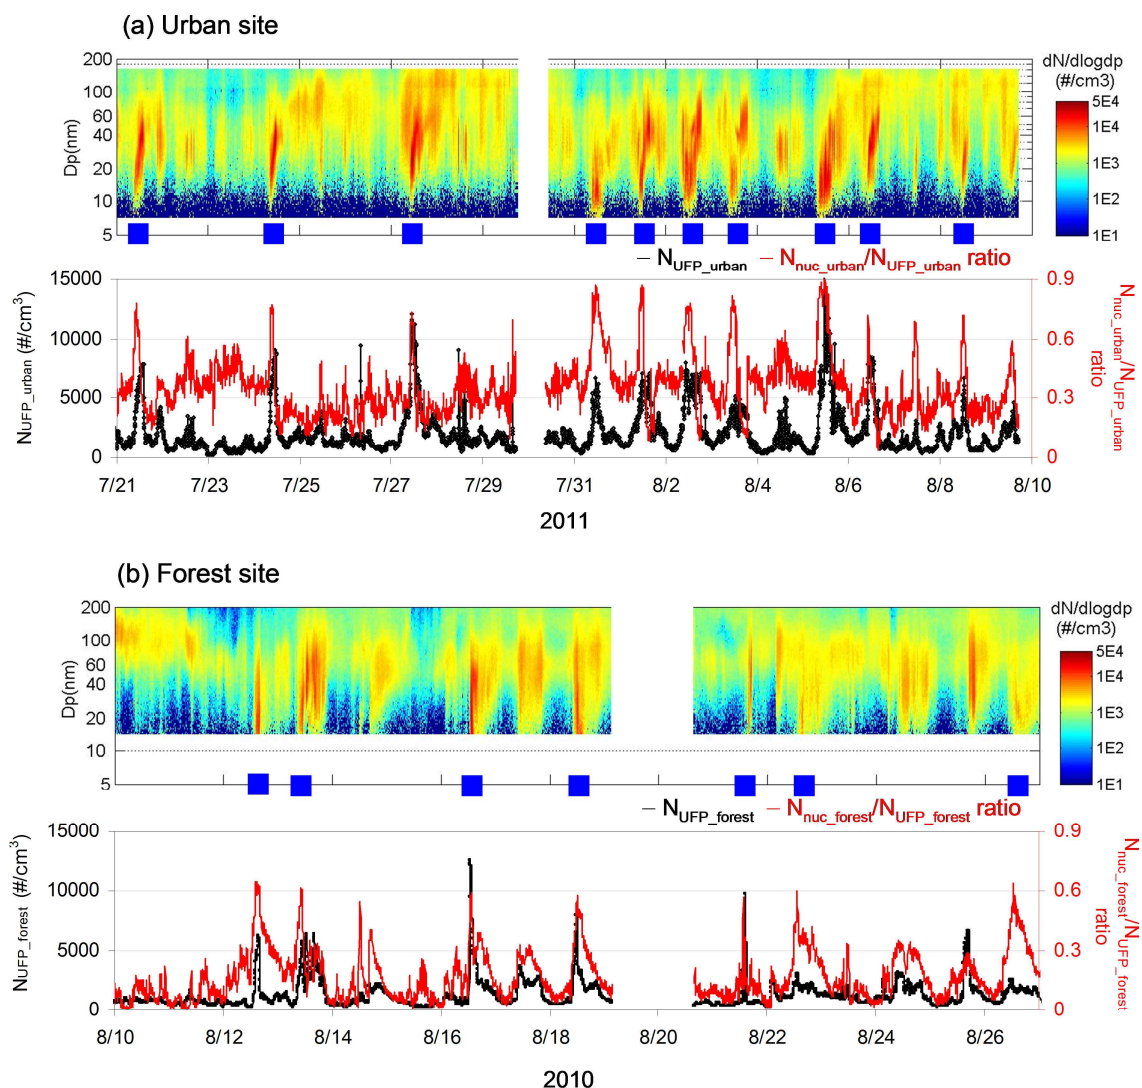 (a) Urban site
200
100
60
40
20
10
5
Dp(nm)
dN/dlogdp
(#/cm3)
5E4
1E4
1E3
1E2
1E1
— NUFP_urban — Nnuc_urban/NUFP_urban ratio
15000
10000
5000
0
NUFP_urban (#/cm3)
0.9
0.6
0.3
0
Nnuc_urban/NUFP_urban
ratio
7/21 7/23 7/25 7/27 7/29 7/31 8/2 8/4 8/6 8/8 8/10
2011
(b) Forest site
200
100
60
40
20
10
5
Dp(nm)
dN/dlogdp
(#/cm3)
5E4
1E4
1E3
1E2
1E1
— NUFP_forest — Nnuc_forest/NUFP_forest ratio
15000
10000
5000
0
NUFP_forest (#/cm3)
0.9
0.6
0.3
0
Nnuc_forest/NUFP_forest
ratio
8/10 8/12 8/14 8/16 8/18 8/20 8/22 8/24 8/26
2010